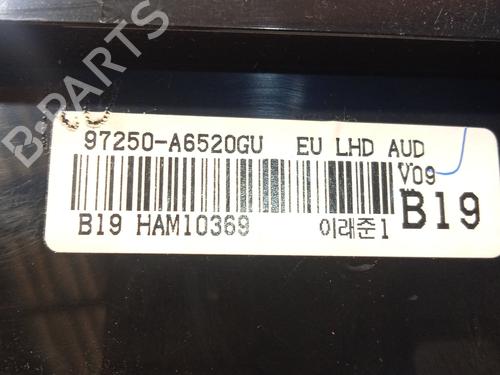 B-PARTS
97250-A6520GU EU LHD AUD
V09
B19
B19 HAM10369 이래준1